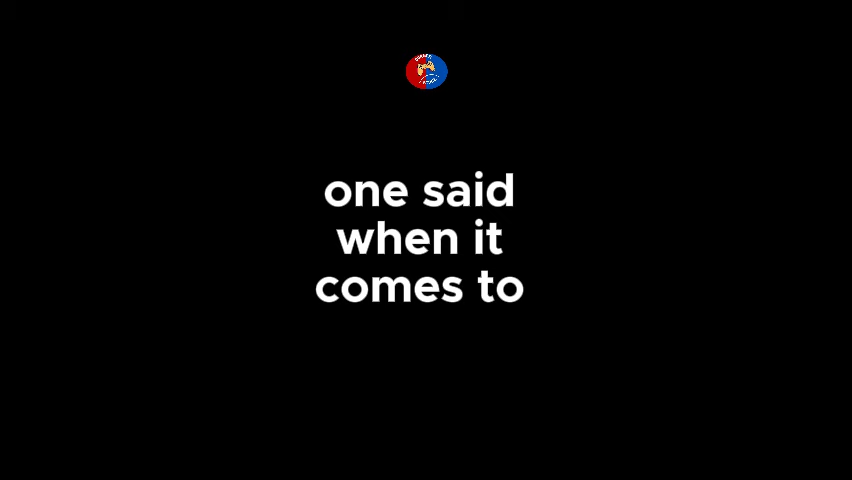 one said
when it
comes to